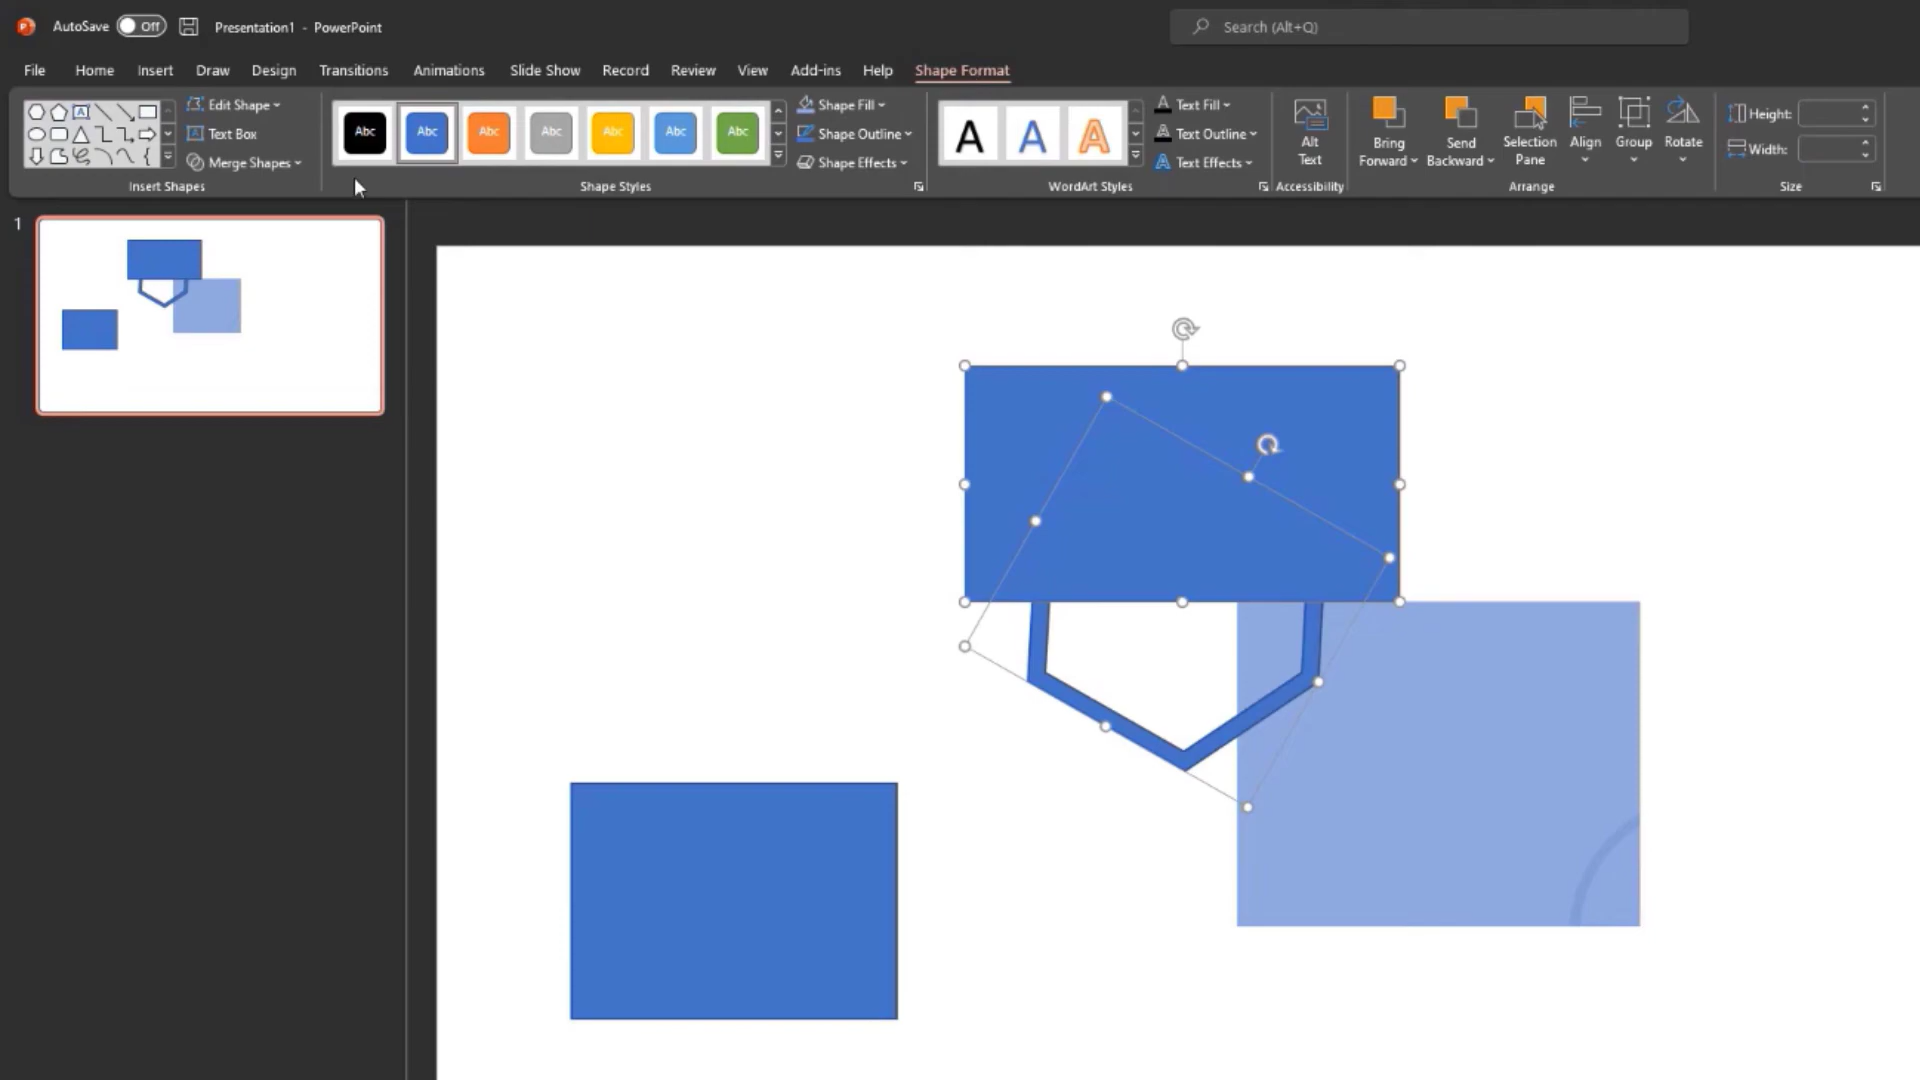 AutoSave Off Presentation1 - PowerPoint Search (Alt+Q)
File Home Insert Draw Design Transitions Animations Slide Show Record Review View Add-ins Help Shape Format
Edit Shape
Text Box
Merge Shapes
Insert Shapes
Abc Abc Abc Abc Abc Abc Abc
Shape Fill
Shape Outline
Shape Effects
Shape Styles
A A A
Text Fill
Text Outline
Text Effects
WordArt Styles
Alt
Text
Accessibility
Bring
Forward
Send
Backward
Selection
Pane
Align
Group
Rotate
Arrange
Height:
Width:
Size
1